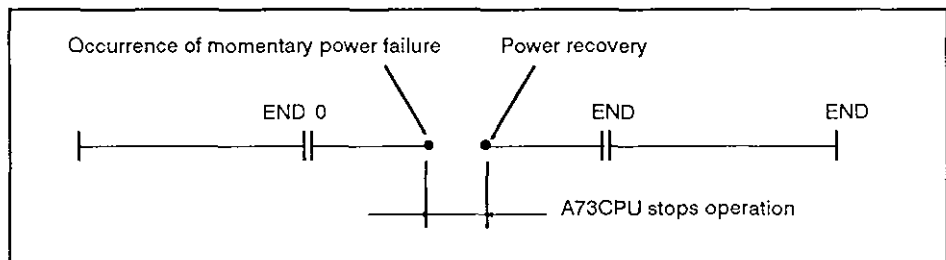 Occurrence of momentary power failure
Power recovery
END 0
END
END
A73CPU stops operation